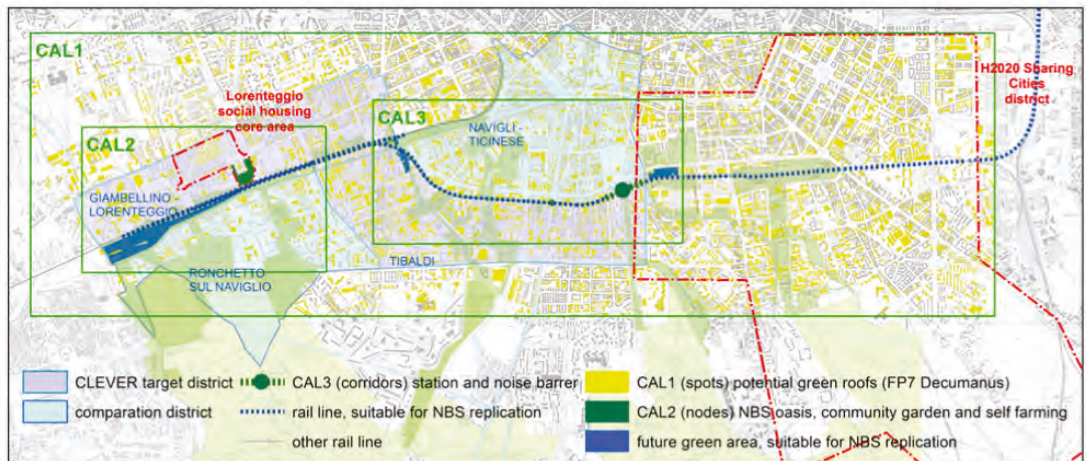 CAL1
H2020 Sharing
Cities
district
Lorenteggio
social housing
core area
CAL3
CAL2
NAVIGLI -
TICINESE
GIAMBELLINO -
LORENTEGGIO
TIBALDI
RONCHETTO
SUL NAVIGLIO
CLEVER target district
comparation district
CAL3 (corridors) station and noise barrer
rail line, suitable for NBS replication
other rail line
CAL1 (spots) potential green roofs (FP7 Decumanus)
CAL2 (nodes) NBS oasis, community garden and self farming
future green area, suitable for NBS replication